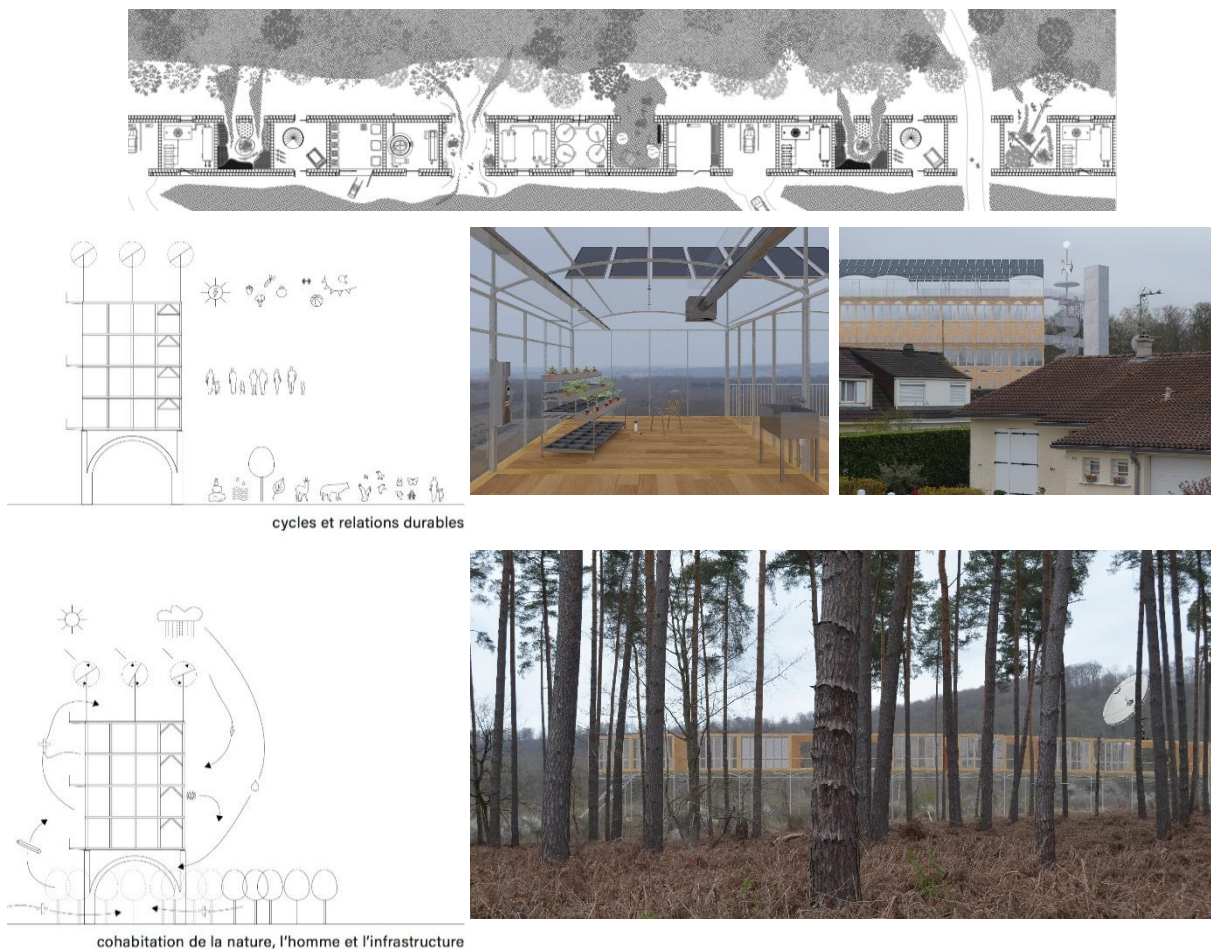 cycles et relations durables
cohabitation de la nature, l'homme et l'infrastructure